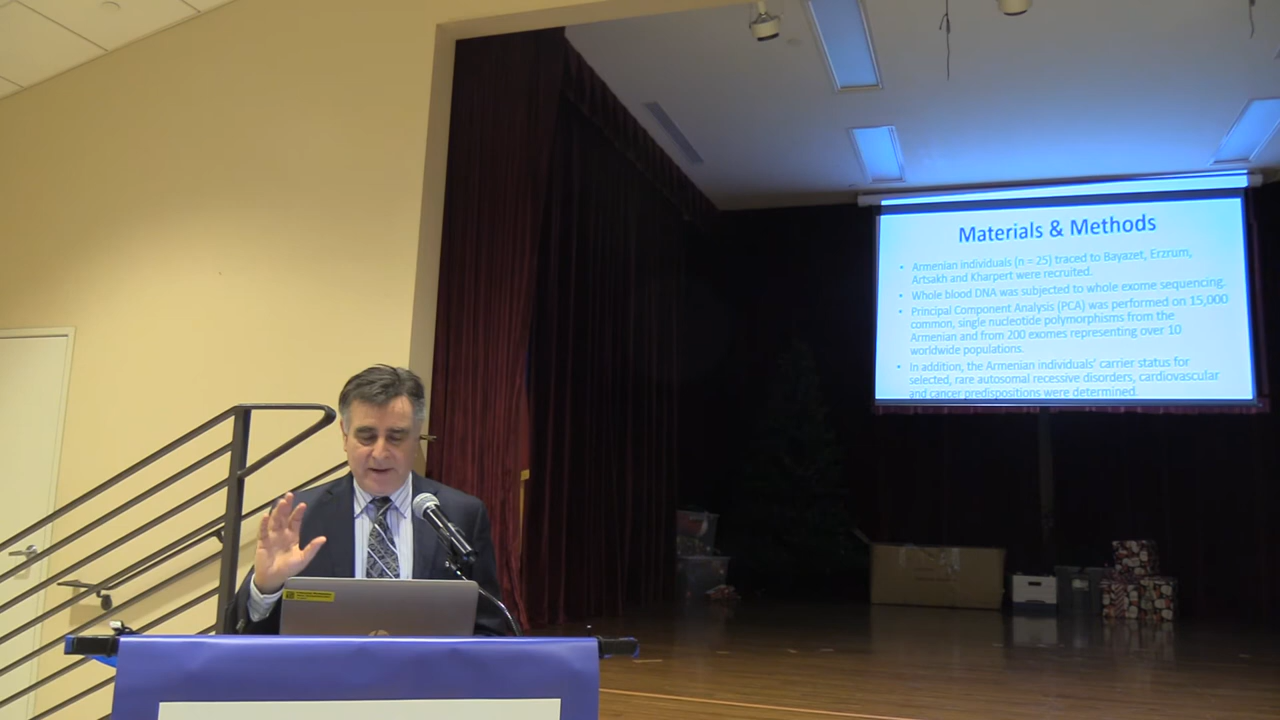 Materials & Methods
• Armenian individuals (n = 25) traced to Bayazet, Erzrum,
Artsakh and Kharpert were recruited.
• Whole blood DNA was subjected to whole exome sequencing.
• Principal Component Analysis (PCA) was performed on 15,000
common, single nucleotide polymorphisms from the
Armenian and from 200 exomes representing over 10
worldwide populations.
• In addition, the Armenian individuals' carrier status for
selected, rare autosomal recessive disorders, cardiovascular
and cancer predispositions were determined.